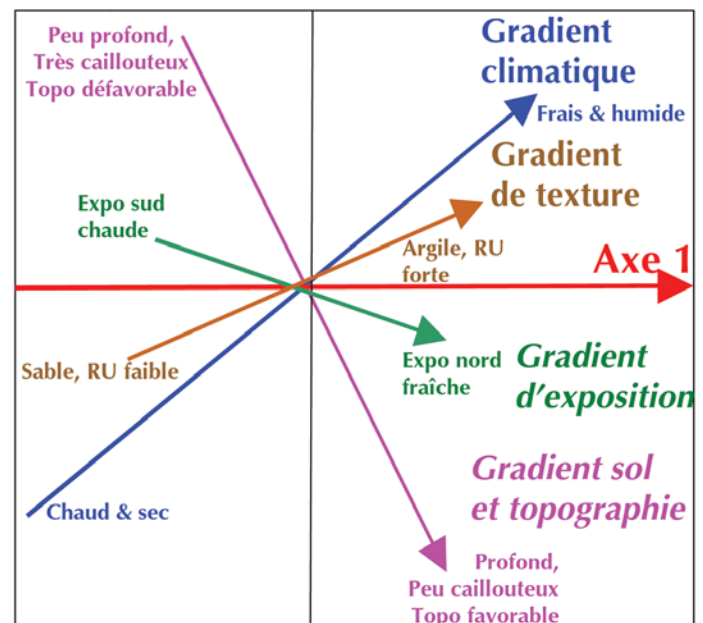 Peu profond,
Très caillouteux
Topo défavorable
Gradient
climatique
Frais & humide
Gradient
de texture
Expo sud
chaude
Argile, RU
forte
Axe 1
Sable, RU faible
Expo nord
fraîche
Gradient
d’exposition
Gradient sol
et topographie
Chaud & sec
Profond,
Peu caillouteux
Topo favorable